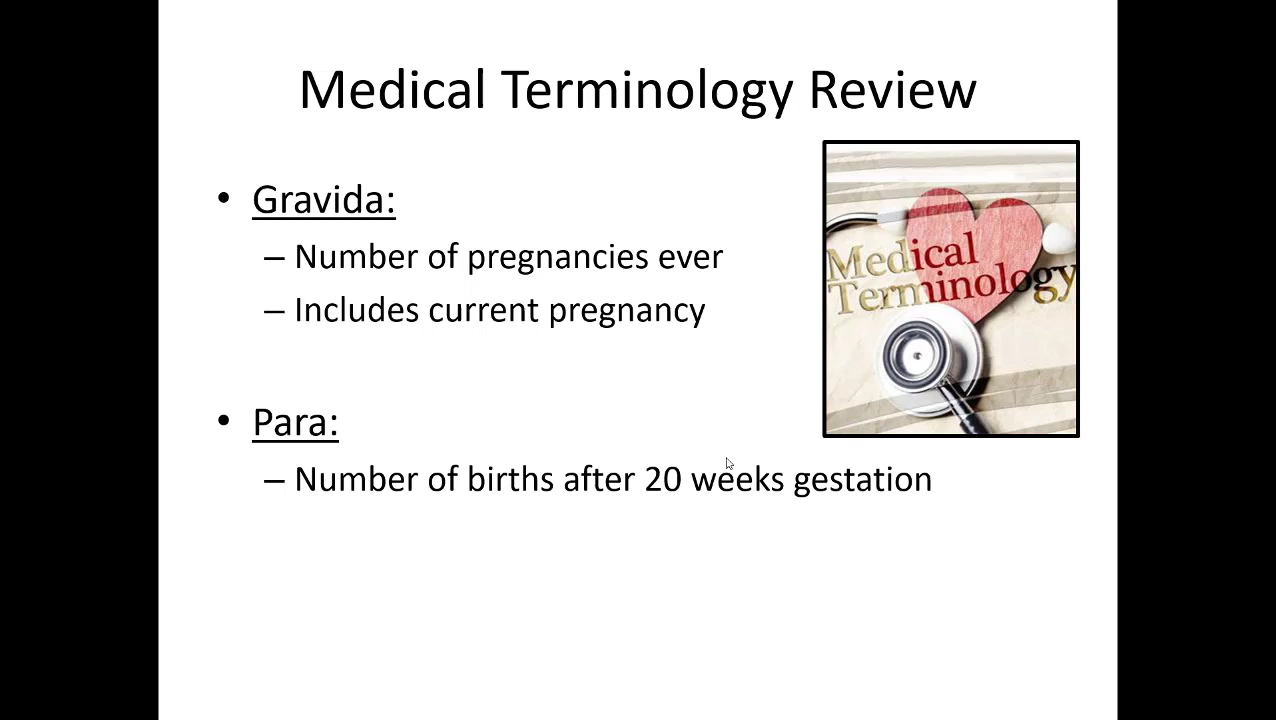 Medical Terminology Review
• Gravida:
– Number of pregnancies ever
– Includes current pregnancy
Medical
Terminology
• Para:
– Number of births after 20 weeks gestation